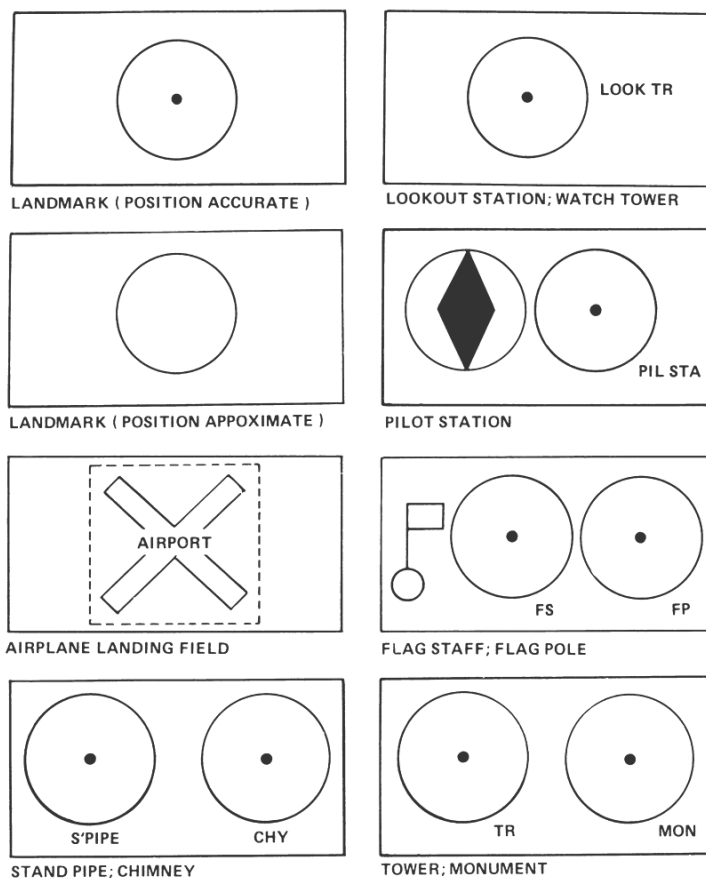 LOOK TR
LANDMARK ( POSITION ACCURATE )
LOOKOUT STATION; WATCH TOWER
PIL STA
LANDMARK ( POSITION APPOXIMATE )
PILOT STATION
AIRPORT
FS
FP
AIRPLANE LANDING FIELD
FLAG STAFF; FLAG POLE
S'PIPE
CHY
TR
MON
STAND PIPE; CHIMNEY
TOWER; MONUMENT